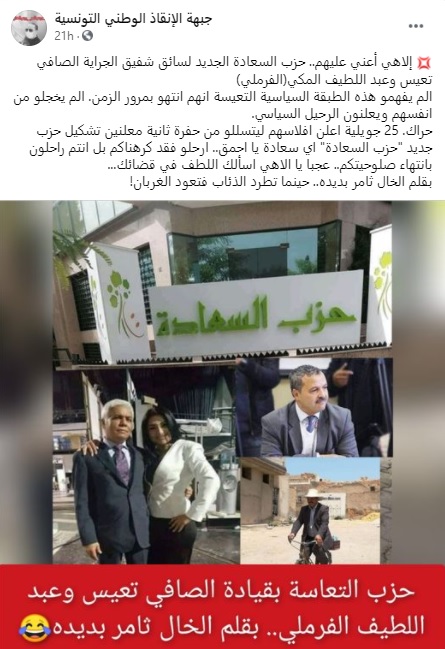 جبهة الإنقاذ الوطني التونسية
21h
💢 إلاهي أعني عليهم.. حزب السعادة الجديد لسائق شفيق الجراية الصافي
تعيس وعبد اللطيف المكي(الفرملي)
الم يفهمو هذه الطبقة السياسية التعيسة انهم انتهو بمرور الزمن. الم يخجلو من
انفسهم ويعلنون الرحيل السياسي.
حراك. 25 جويلية اعلن افلاسهم ليتسللو من حفرة ثانية معلنين تشكيل حزب
جديد "حزب السعادة" اي سعادة يا احمق.. ارحلو فقد كرهناكم بل انتم راحلون
بانتهاء صلوحيتكم.. عجبا يا الاهي اسألك اللطف في قضائك...
بقلم الخال ثامر بديده.. حينما تطرد الذئاب فتعود الغربان!
حزب السعادة
حزب التعاسة بقيادة الصافي تعيس وعبد
اللطيف الفرملي.. بقلم الخال ثامر بديده😂